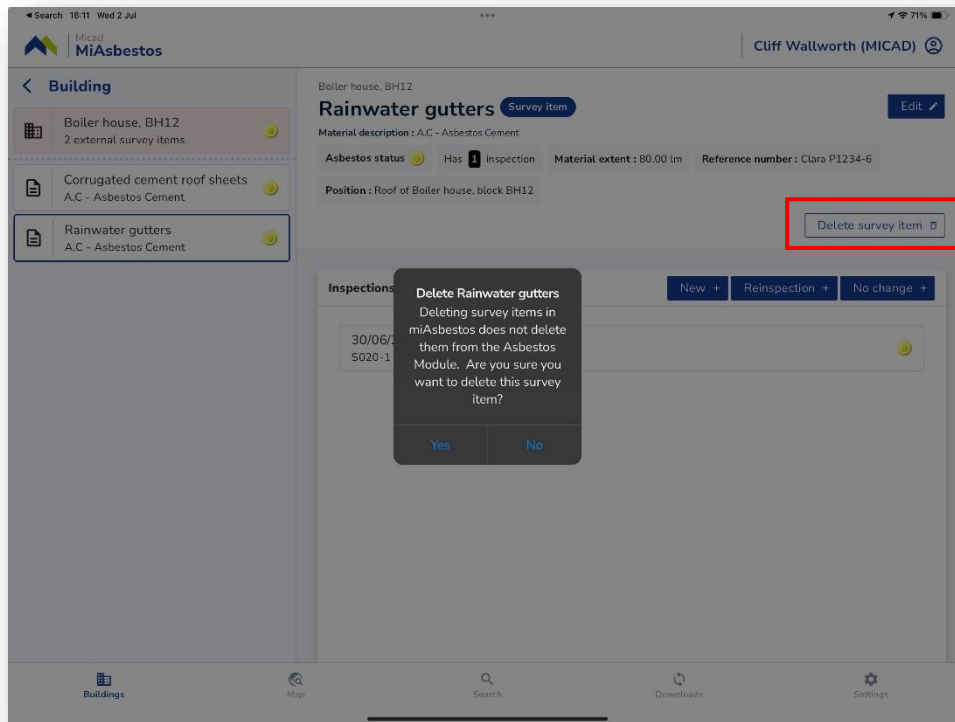 Search 16:11 Wed 2 Jul
71%
Micad
MiAsbestos
Cliff Wallworth (MICAD)
Building
Boiler house, BH12
2 external survey items
Corrugated cement roof sheets
A.C - Asbestos Cement
Rainwater gutters
A.C - Asbestos Cement
Boiler house, BH12
Rainwater gutters Survey item
Edit
Material description : A.C - Asbestos Cement
Asbestos status Has 1 inspection Material extent : 80.00 lm Reference number : Clara P1234-6
Position : Roof of Boiler house, block BH12
Delete survey item
Inspections
New + Reinspection + No change +
30/06/
S020-1
Delete Rainwater gutters
Deleting survey items in
miAsbestos does not delete
them from the Asbestos
Module. Are you sure you
want to delete this survey
item?
Yes No
Buildings Map Search Downloads Settings